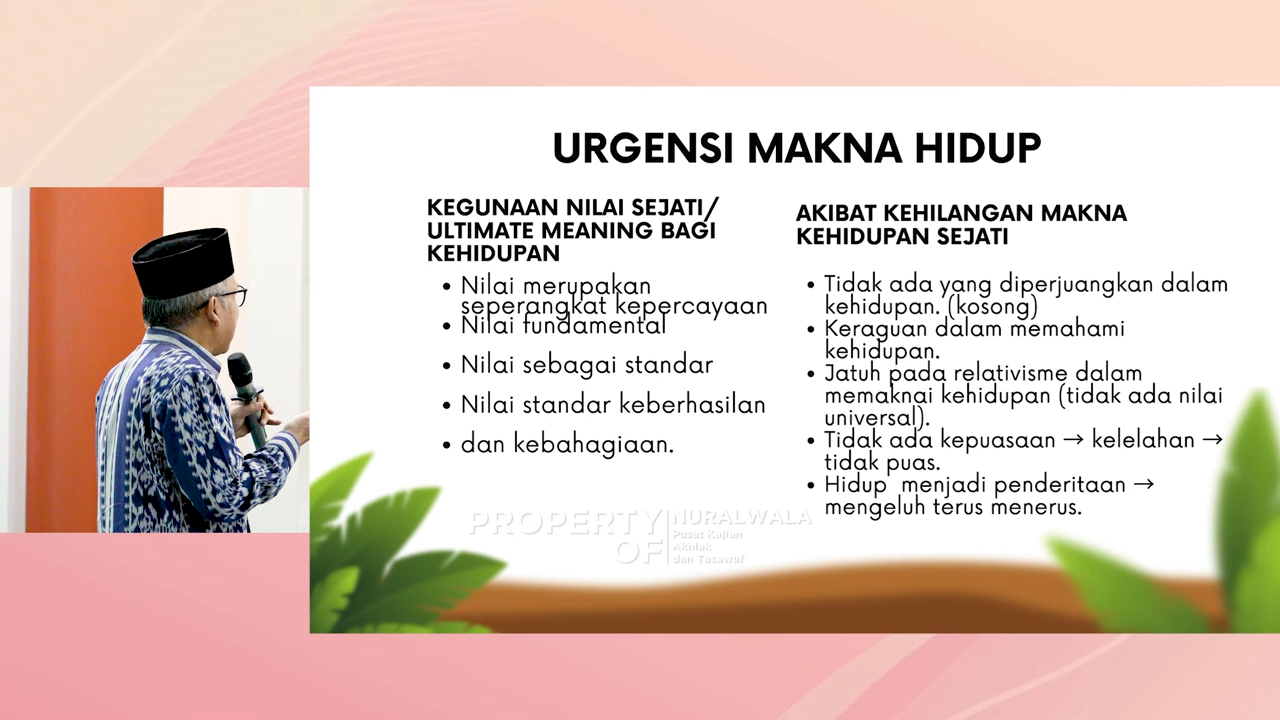 URGENSI MAKNA HIDUP
KEGUNAAN NILAI SEJATI/
ULTIMATE MEANING BAGI
KEHIDUPAN
• Nilai merupakan
seperangkat kepercayaan
• Nilai fundamental
• Nilai sebagai standar
• Nilai standar keberhasilan
• dan kebahagiaan.
AKIBAT KEHILANGAN MAKNA
KEHIDUPAN SEJATI
• Tidak ada yang diperjuangkan dalam
kehidupan. (kosong)
• Keraguan dalam memahami
kehidupan.
• Jatuh pada relativisme dalam
memaknai kehidupan (tidak ada nilai
universal).
• Tidak ada kepuasaan → kelelahan →
tidak puas.
• Hidup menjadi penderitaan →
mengeluh terus menerus.
PROPERTY
OF
NURALWALA
Pusat Kajian
Akhlak
dan Tasawuf